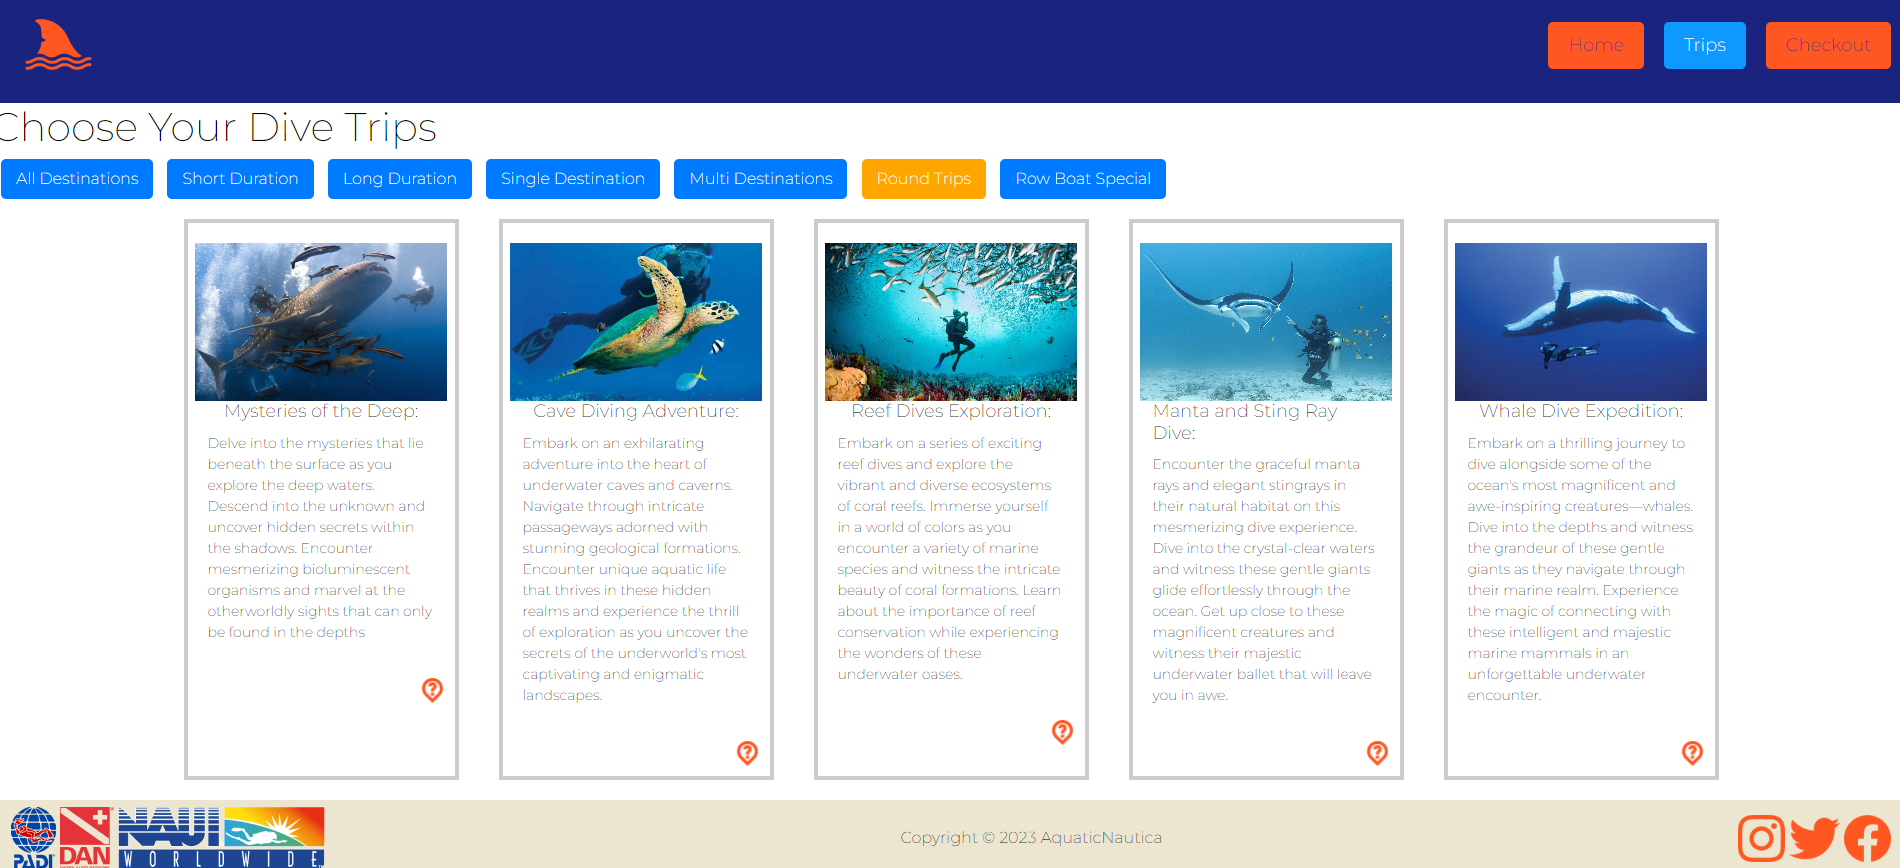 Home Trips Checkout
Choose Your Dive Trips
All Destinations Short Duration Long Duration Single Destination Multi Destinations Round Trips Row Boat Special
Mysteries of the Deep:
Delve into the mysteries that lie
beneath the surface as you
explore the deep waters.
Descend into the unknown and
uncover hidden secrets within
the shadows. Encounter
mesmerizing bioluminescent
organisms and marvel at the
otherworldly sights that can only
be found in the depths
Cave Diving Adventure:
Embark on an exhilarating
adventure into the heart of
underwater caves and caverns.
Navigate through intricate
passageways adorned with
stunning geological formations.
Encounter unique aquatic life
that thrives in these hidden
realms and experience the thrill
of exploration as you uncover the
secrets of the underworld's most
captivating and enigmatic
landscapes.
Reef Dives Exploration:
Embark on a series of exciting
reef dives and explore the
vibrant and diverse ecosystems
of coral reefs. Immerse yourself
in a world of colors as you
encounter a variety of marine
species and witness the intricate
beauty of coral formations. Learn
about the importance of reef
conservation while experiencing
the wonders of these
underwater oases.
Manta and Sting Ray
Dive:
Encounter the graceful manta
rays and elegant stingrays in
their natural habitat on this
mesmerizing dive experience.
Dive into the crystal-clear waters
and witness these gentle giants
glide effortlessly through the
ocean. Get up close to these
magnificent creatures and
witness their majestic
underwater ballet that will leave
you in awe.
Whale Dive Expedition:
Embark on a thrilling journey to
dive alongside some of the
ocean's most magnificent and
awe-inspiring creatures—whales.
Dive into the depths and witness
the grandeur of these gentle
giants as they navigate through
their marine realm. Experience
the magic of connecting with
these intelligent and majestic
marine mammals in an
unforgettable underwater
encounter.
PADI
DAN
NAUI
WORLDWIDE
Copyright © 2023 AquaticNautica